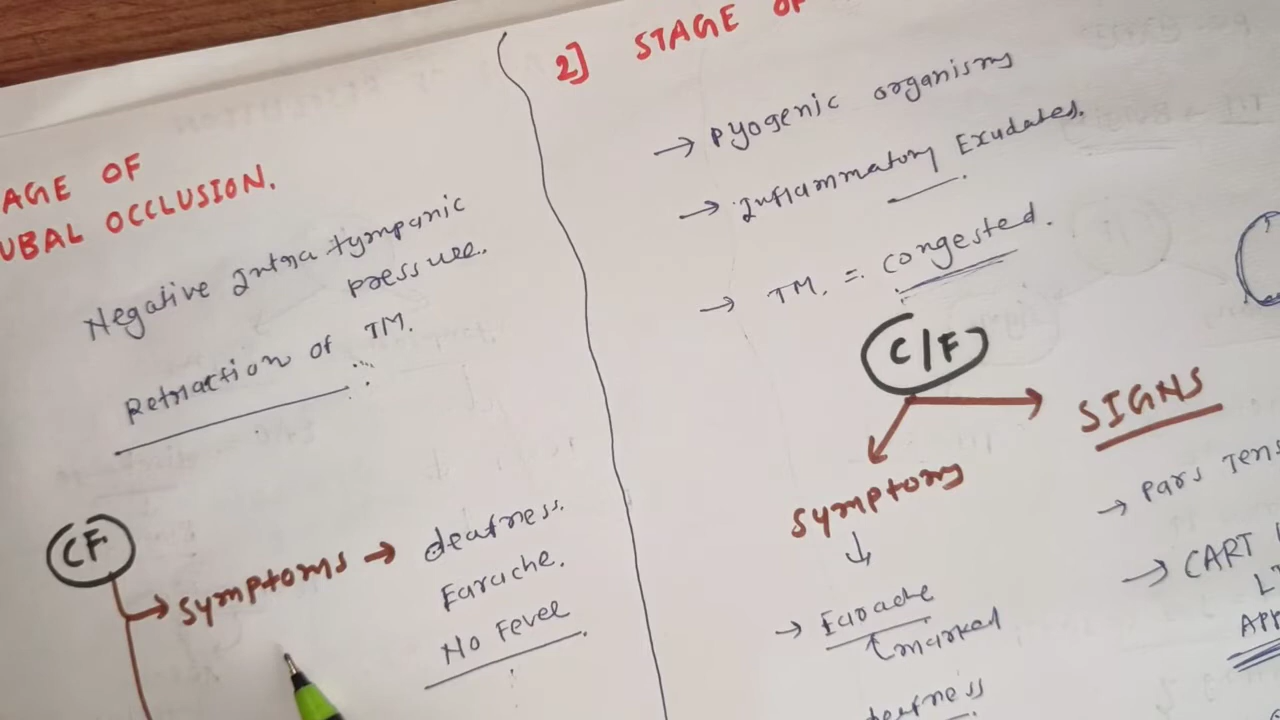 AGE OF
UBAL OCCLUSION.
Negative Intra tympanic
pressure.
Retraction of TM.
CF
Symptoms → deafness.
Earache.
No Fever
2] STAGE OF
→ Pyogenic organisms
→ Inflammatory Exudates.
→ TM. = congested.
C/F
Symptoms
→ Earache
marked
deafness
SIGNS
→ Pars Tens
→ CART
APP